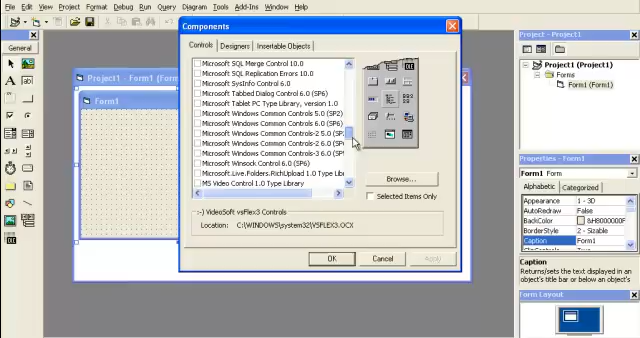 File Edit View Project Format Debug Run Query Diagram Tools Add-Ins Window Help
General
Project1 - Form1 (Form)
Form1
Components
Controls
Designers
Insertable Objects
Microsoft SQL Merge Control 10.0
Microsoft SQL Replication Errors 10.0
Microsoft SysInfo Control 6.0
Microsoft Tabbed Dialog Control 6.0 (SP6)
Microsoft Tablet PC Type Library, version 1.0
Microsoft Windows Common Controls 5.0 (SP2)
Microsoft Windows Common Controls 6.0 (SP6)
Microsoft Windows Common Controls-2 5.0 (SP2
Microsoft Windows Common Controls-2 6.0 (SP
Microsoft Windows Common Controls-3 6.0 (SP
Microsoft Winsock Control 6.0 (SP6)
Microsoft.Live.Folders.RichUpload 1.0 Type Lib
MS Video Control 1.0 Type Library
Browse...
Selected Items Only
:-) VideoSoft vsFlex3 Controls
Location: C:\WINDOWS\system32\VSFLEX3.OCX
OK
Cancel
Apply
Project - Project1
Project1 (Project1)
Forms
Form1 (Form1)
Properties - Form1
Form1 Form
Alphabetic
Categorized
Appearance 1 - 3D
AutoRedraw False
BackColor &H8000000F
BorderStyle 2 - Sizable
Caption Form1
Caption
Returns/sets the text displayed in an object's title bar or below an object's
Form Layout